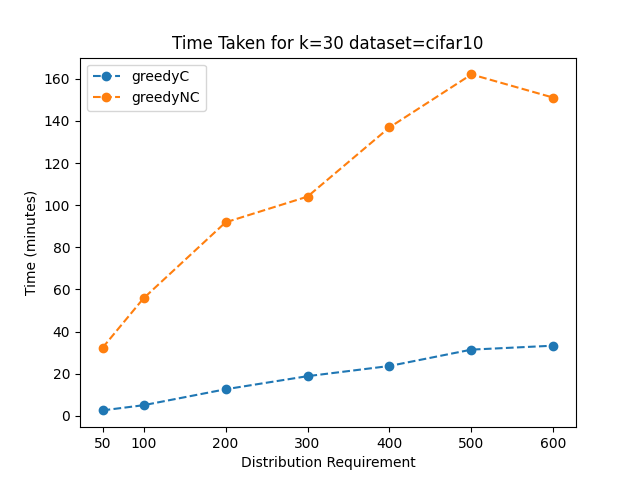 Time Taken for k=30 dataset=cifar10
greedyC
greedyNC
Time (minutes)
160
140
120
100
80
60
40
20
0
50 100 200 300 400 500 600
Distribution Requirement